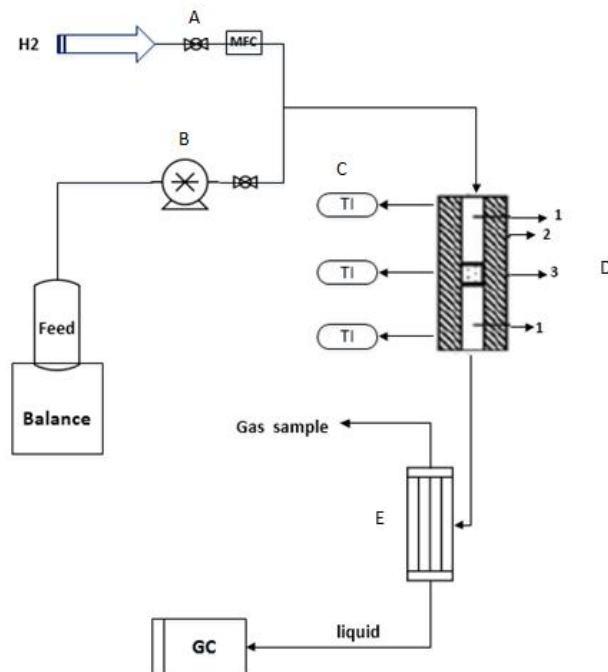 A
H2
MFC
B
C
TI
1
2
TI
3
D
TI
1
Feed
Balance
Gas sample
E
liquid
GC